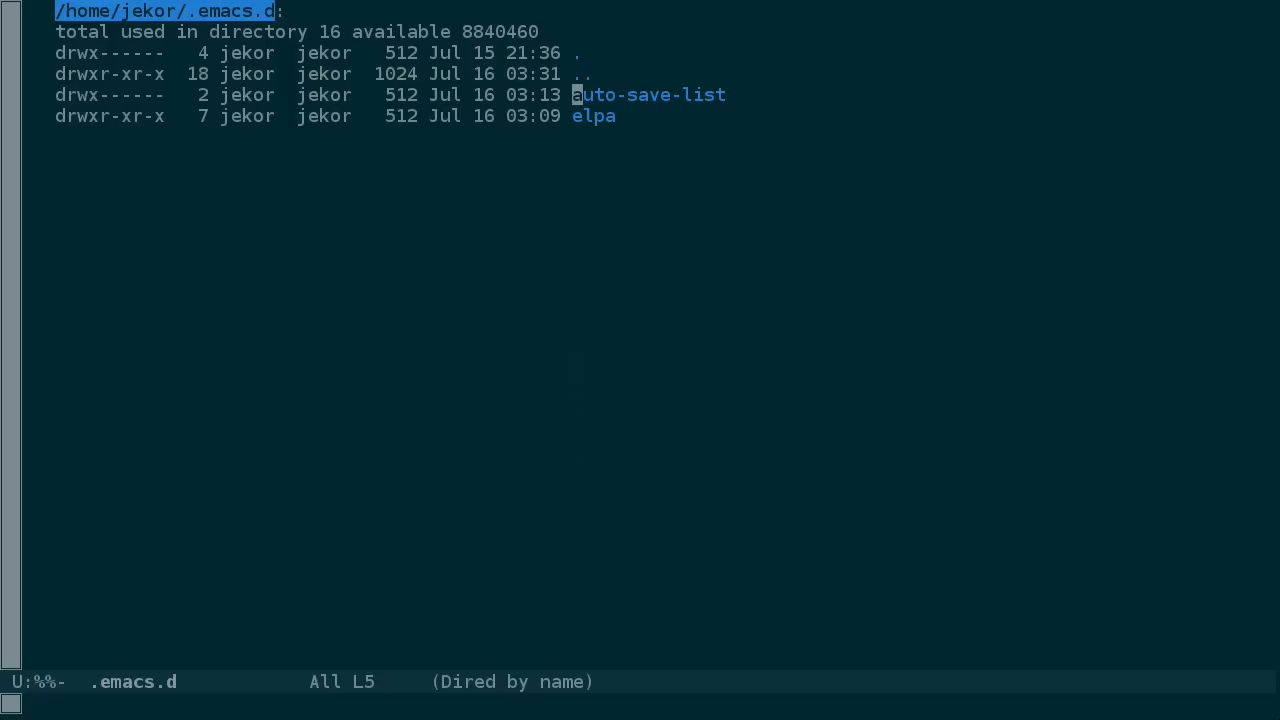 /home/jekor/.emacs.d:
total used in directory 16 available 8840460
drwx------   4 jekor  jekor   512 Jul 15 21:36 .
drwxr-xr-x  18 jekor  jekor  1024 Jul 16 03:31 ..
drwx------   2 jekor  jekor   512 Jul 16 03:13 auto-save-list
drwxr-xr-x   7 jekor  jekor   512 Jul 16 03:09 elpa
U:%%-  .emacs.d            All L5     (Dired by name)